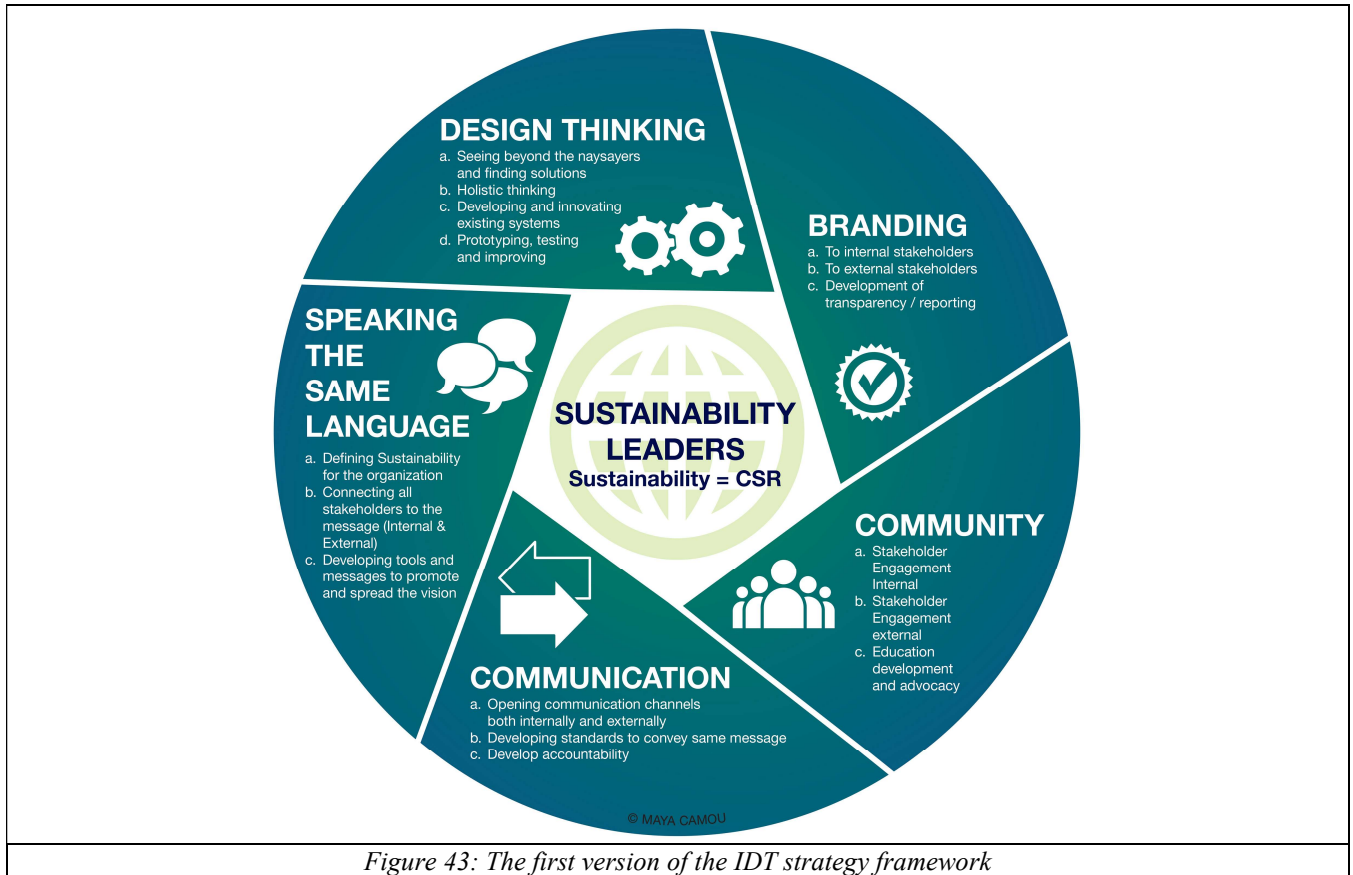 DESIGN THINKING
a. Seeing beyond the naysayers
and finding solutions
b. Holistic thinking
c. Developing and innovating
existing systems
d. Prototyping, testing
and improving
BRANDING
a. To internal stakeholders
b. To external stakeholders
c. Development of
transparency / reporting
SPEAKING
THE
SAME
LANGUAGE
a. Defining Sustainability
for the organization
b. Connecting all
stakeholders to the
message (Internal &
External)
c. Developing tools and
messages to promote
and spread the vision
SUSTAINABILITY
LEADERS
Sustainability = CSR
COMMUNITY
a. Stakeholder
Engagement
Internal
b. Stakeholder
Engagement
external
c. Education
development
and advocacy
COMMUNICATION
a. Opening communication channels
both internally and externally
b. Developing standards to convey same message
c. Develop accountability
© MAYA CAMOU
Figure 43: The first version of the IDT strategy framework